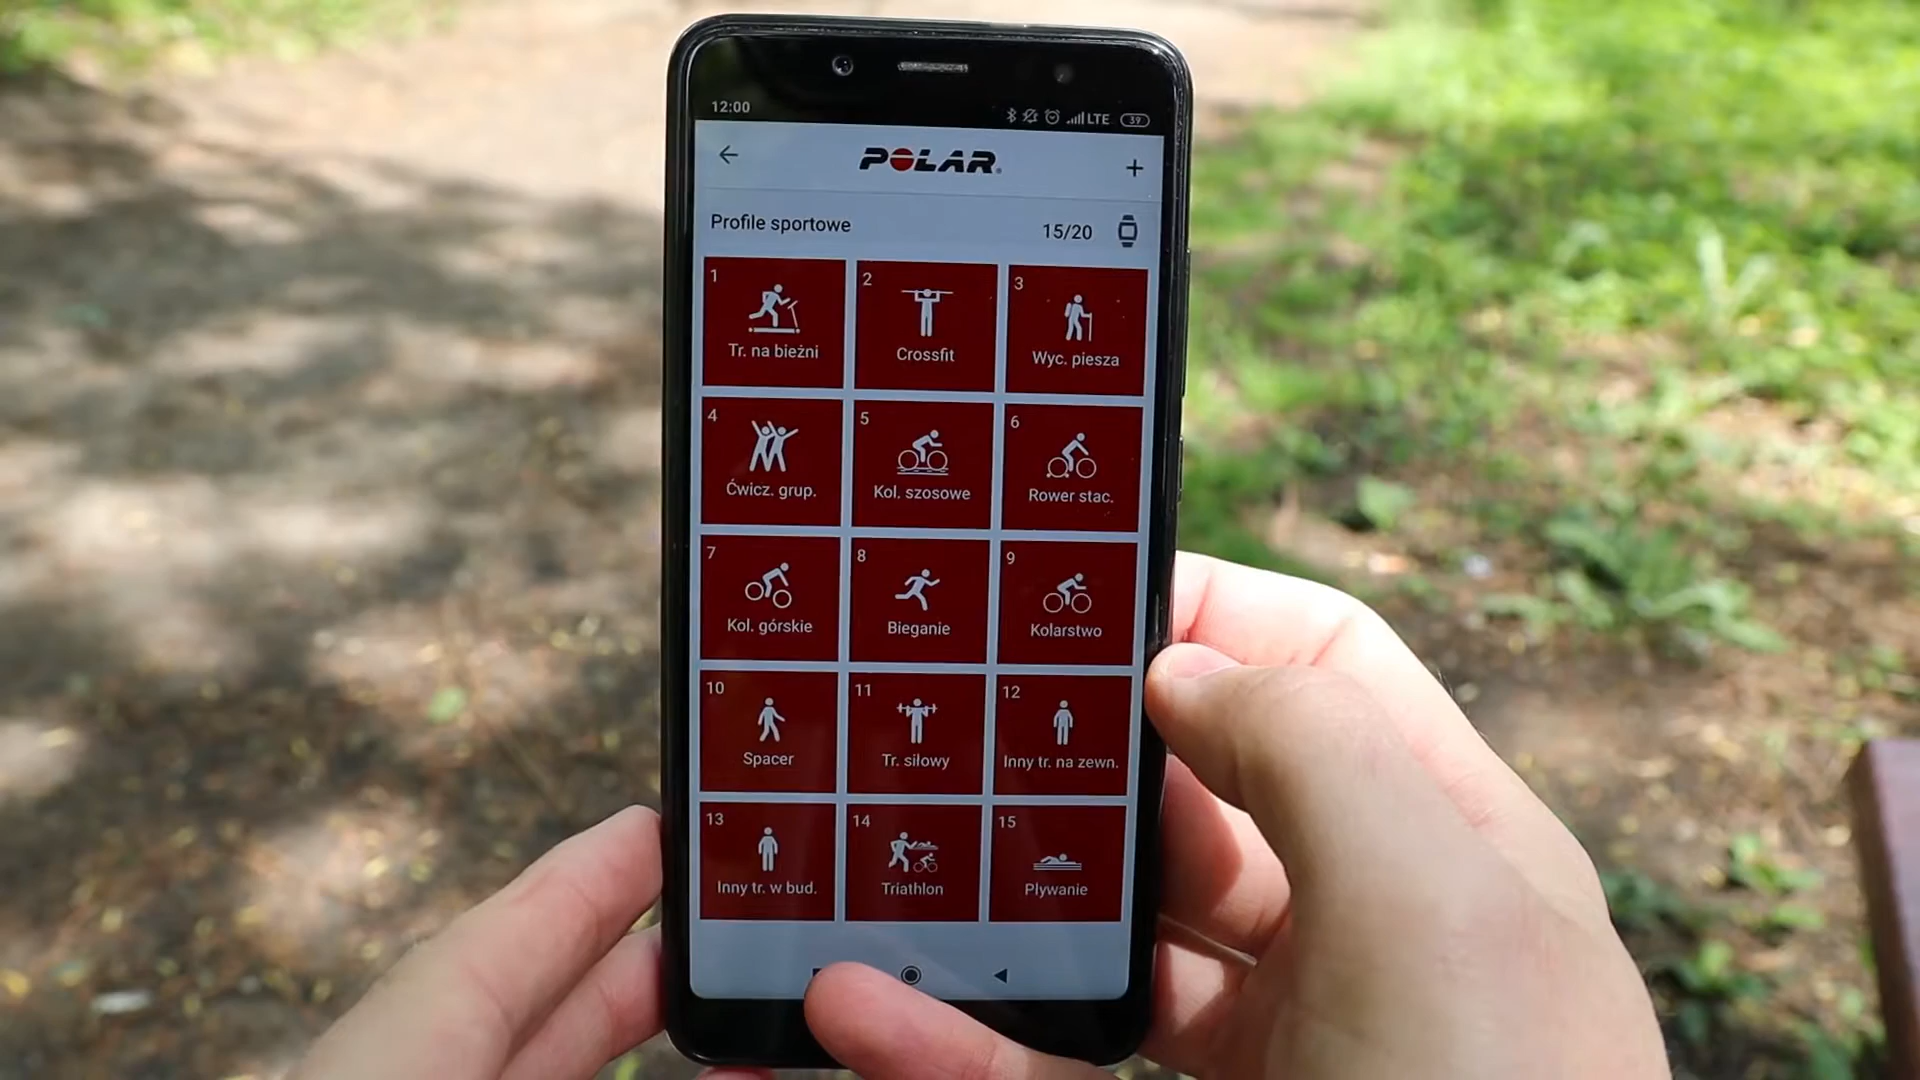 12:00
LTE 39
POLAR
Profile sportowe 15/20
1 2 3
Tr. na bieżni Crossfit Wyc. piesza
4 5 6
Ćwicz. grup. Kol. szosowe Rower stac.
7 8 9
Kol. górskie Bieganie Kolarstwo
10 11 12
Spacer Tr. siłowy Inny tr. na zewn.
13 14 15
Inny tr. w bud. Triathlon Pływanie